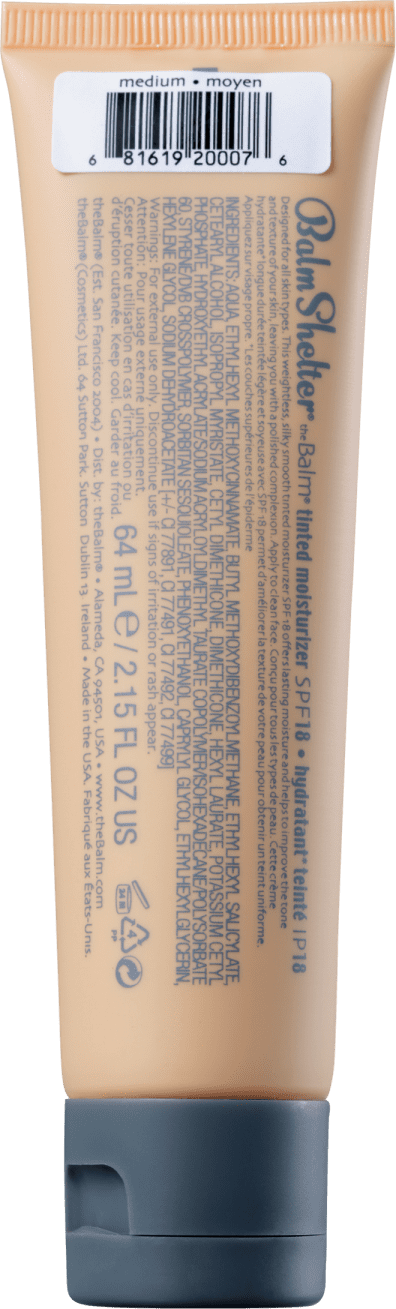 medium • moyen
6 81619 20007 6
BalmShelter® theBalm® tinted moisturizer SPF18 • hydratant* teinté IP18
Designed for all skin types. This weightless, silky smooth tinted moisturizer SPF 18 offers lasting moisture and helps to improve the tone
and texture of your skin, leaving you with a polished complexion. Apply to clean face. Conçu pour tous les types de peau. Cette crème
hydratante* longue durée teintée légère et soyeuse avec SPF 18 permet d'améliorer la texture de votre peau pour obtenir un teint uniforme.
Appliquez sur visage propre. *Les couches supérieures de l'épiderme
INGREDIENTS: AQUA, ETHYLHEXYL METHOXYCINNAMATE, BUTYL METHOXYDIBENZOYLMETHANE, ETHYLHEXYL SALICYLATE,
CETEARYL ALCOHOL, ISOPROPYL MYRISTATE, CETYL DIMETHICONE, DIMETHICONE, HEXYL LAURATE, POTASSIUM CETYL
PHOSPHATE, HYDROXYETHYL ACRYLATE/SODIUM ACRYLOYLDIMETHYL TAURATE COPOLYMER/ISOHEXADECANE/POLYSORBATE
60, STYRENE/DVB CROSSPOLYMER, SORBITAN SESQUIOLEATE, PHENOXYETHANOL, CAPRYLYL GLYCOL, ETHYLHEXYLGLYCERIN,
HEXYLENE GLYCOL, SODIUM DEHYDROACETATE [+/- CI 77891, CI 77491, CI 77492, CI 77499]
Warnings: For external use only. Discontinue use if signs of irritation or rash appear.
Attention: Pour usage externe uniquement.
Cesser toute utilisation en cas d'irritation ou
d'éruption cutanée. Keep cool. Garder au froid.
64 mL e / 2.15 FL OZ US
24 M
4
PP
theBalm® (Est. San Francisco 2004) • Dist. by: theBalm® • Alameda, CA 94501, USA • www.theBalm.com
theBalm® (Cosmetics) Ltd. 64 Sutton Park. Sutton Dublin 13 Ireland • Made in the USA. Fabriqué aux États-Unis.